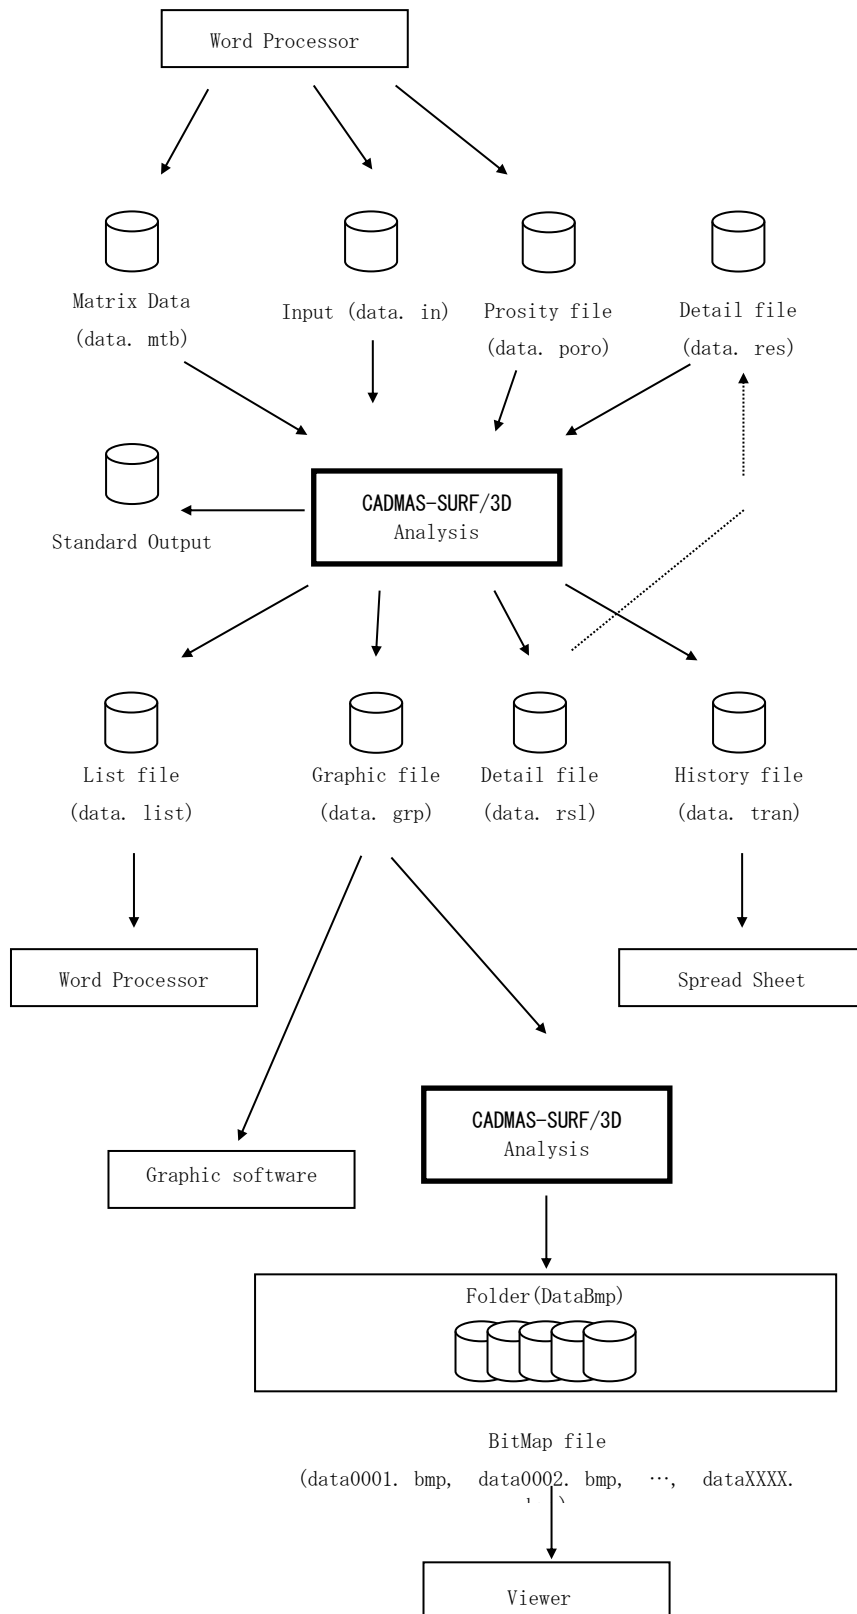 Word Processor
Matrix Data
(data. mtb)
Input (data. in)
Prosity file
(data. poro)
Detail file
(data. res)
Standard Output
CADMAS-SURF/3D
Analysis
List file
(data. list)
Graphic file
(data. grp)
Detail file
(data. rsl)
History file
(data. tran)
Word Processor
Spread Sheet
CADMAS-SURF/3D
Analysis
Graphic software
Folder(DataBmp)
BitMap file
(data0001. bmp, data0002. bmp, …, dataXXXX.
Viewer